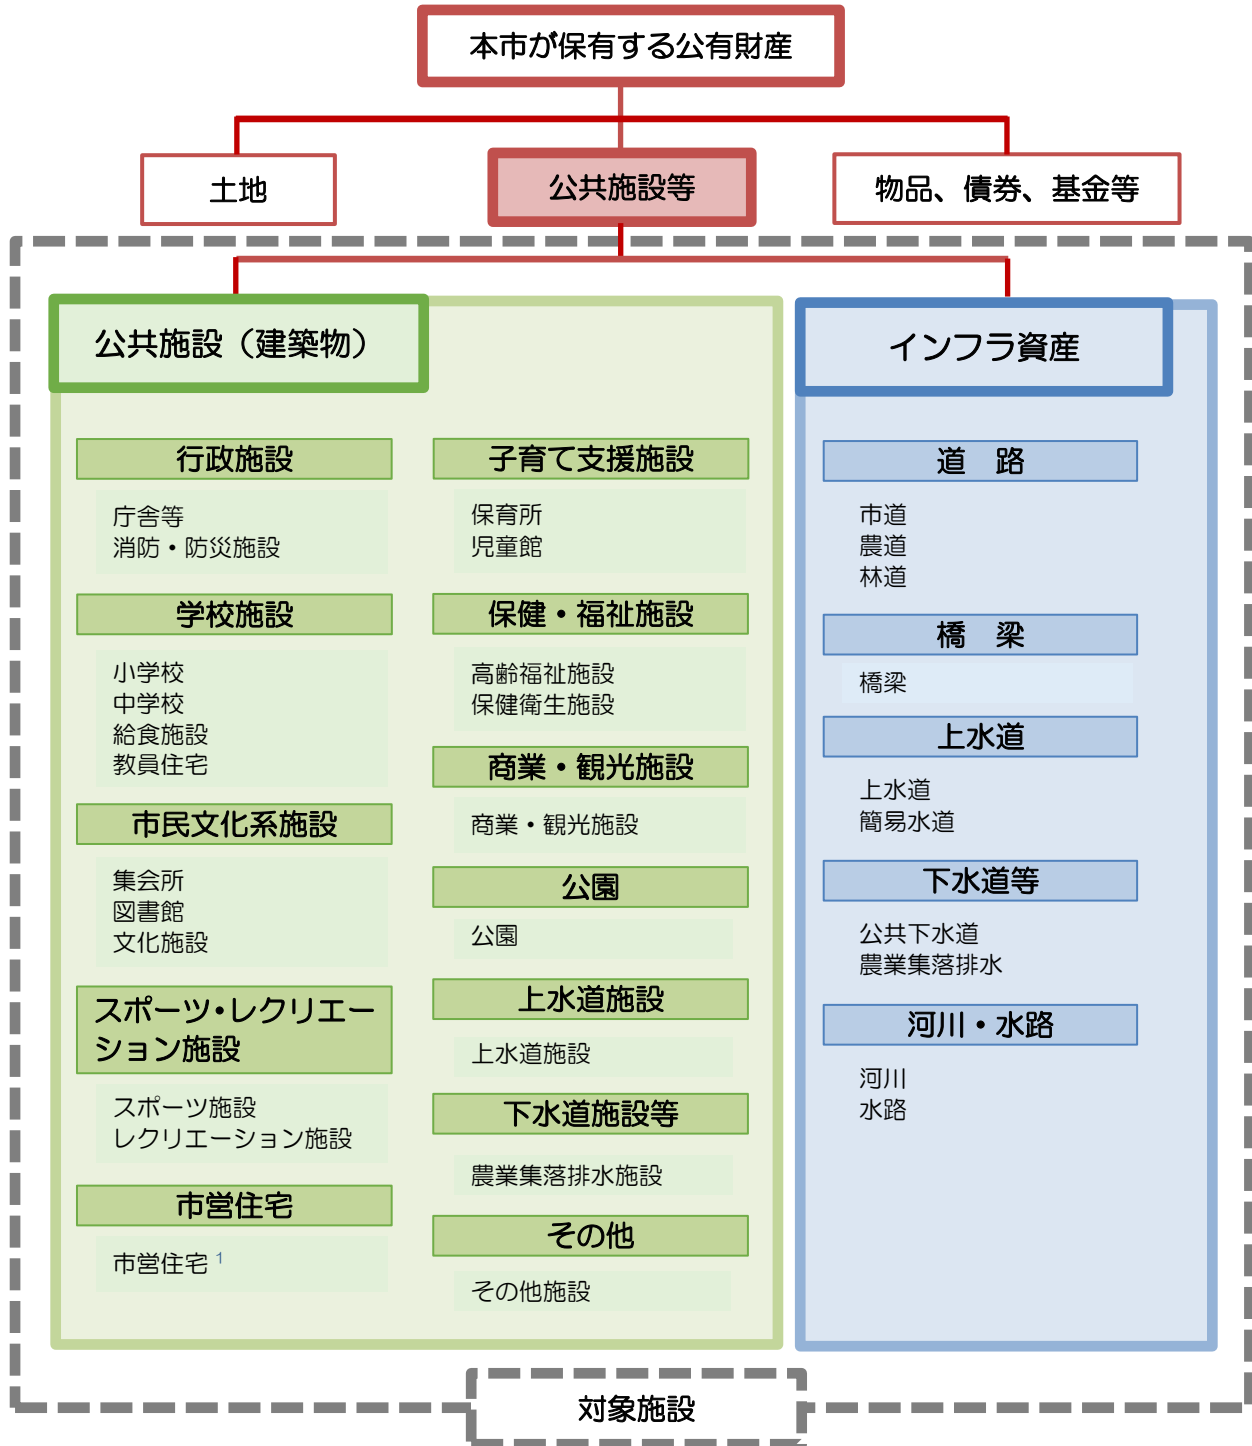 本市が保有する公有財産
土地
公共施設等
物品、債券、基金等
公共施設（建築物）
行政施設
庁舎等
消防・防災施設
学校施設
小学校
中学校
給食施設
教員住宅
市民文化系施設
集会所
図書館
文化施設
スポーツ・レクリエー
ション施設
スポーツ施設
レクリエーション施設
市営住宅
市営住宅 1
子育て支援施設
保育所
児童館
保健・福祉施設
高齢福祉施設
保健衛生施設
商業・観光施設
商業・観光施設
公園
公園
上水道施設
上水道施設
下水道施設等
農業集落排水施設
その他
その他施設
インフラ資産
道　路
市道
農道
林道
橋　梁
橋梁
上水道
上水道
簡易水道
下水道等
公共下水道
農業集落排水
河川・水路
河川
水路
対象施設